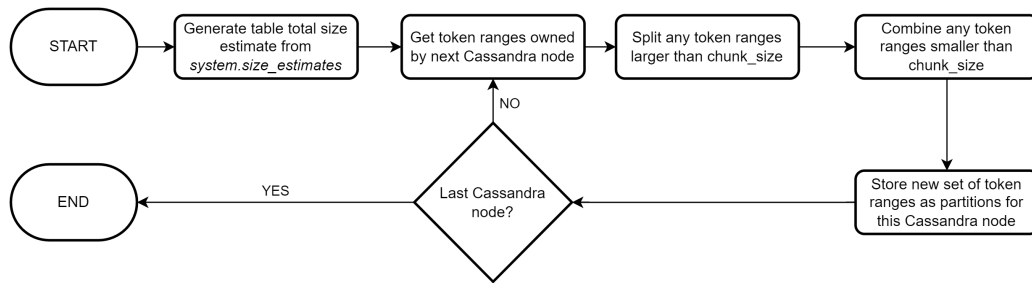 START
Generate table total size
estimate from
system.size_estimates
Get token ranges owned
by next Cassandra node
Split any token ranges
larger than chunk_size
Combine any token
ranges smaller than
chunk_size
NO
Store new set of token
ranges as partitions for
this Cassandra node
Last Cassandra
node?
YES
END